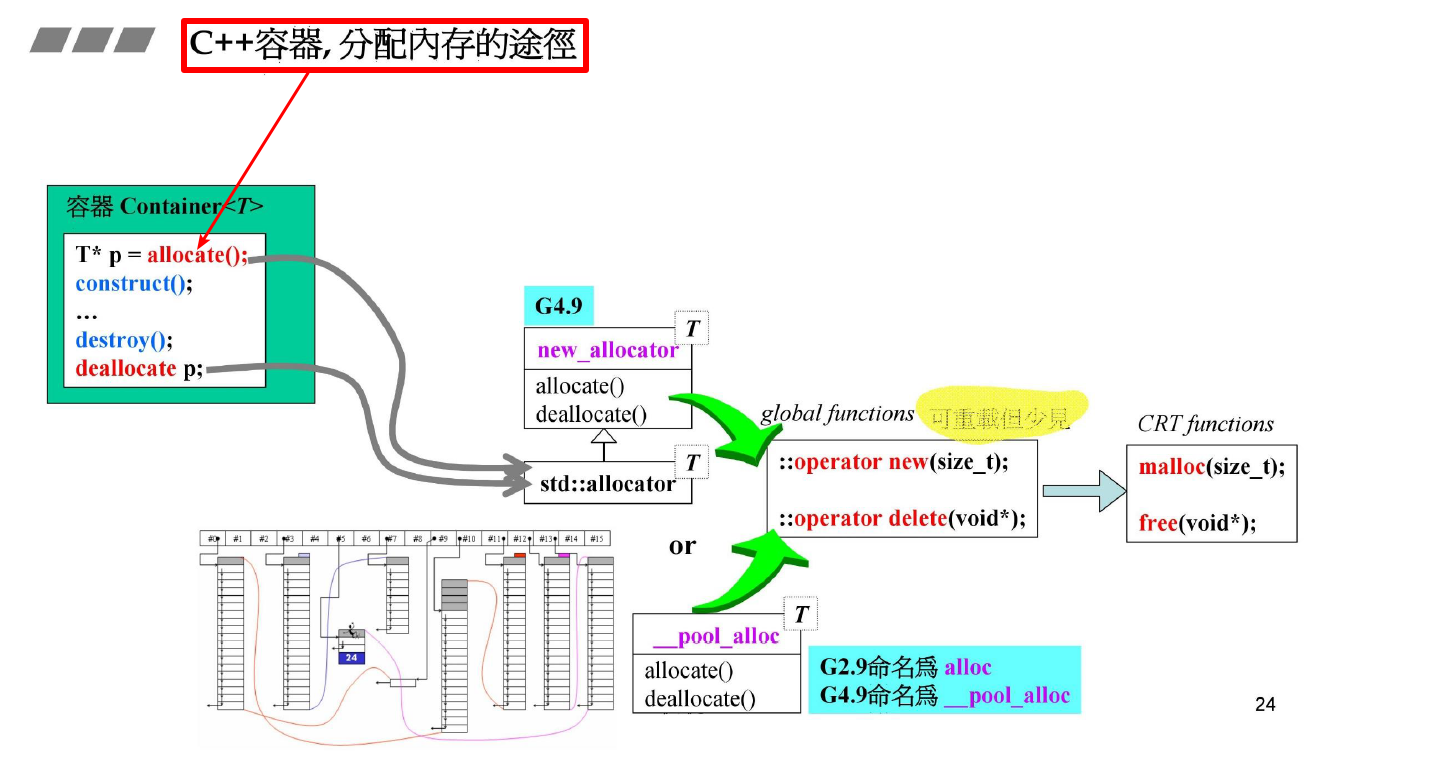 C++容器, 分配內存的途徑
容器 Container<T>
T* p = allocate();
construct();
...
destroy();
deallocate p;
G4.9
T
new_allocator
allocate()
deallocate()
T
std::allocator
global functions 可重載但少見
::operator new(size_t);
::operator delete(void*);
CRT functions
malloc(size_t);
free(void*);
or
#0 #1 #2 #3 #4 #5 #6 #7 #8 #9 #10 #11 #12 #13 #14 #15
24
T
__pool_alloc
allocate()
deallocate()
G2.9命名為 alloc
G4.9命名為 __pool_alloc
24